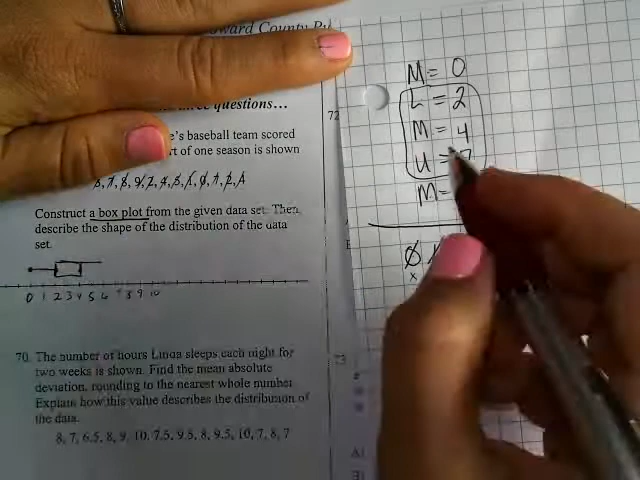 oward County Pu
three questions…
72
e's baseball team scored
rt of one season is shown
Construct a box plot from the given data set. Then
describe the shape of the distribution of the data
set.
0 1 2 3 4 5 6 7 8 9 10
70. The number of hours Linda sleeps each night for
two weeks is shown. Find the mean absolute
deviation, rounding to the nearest whole number.
Explain how this value describes the distribution of
the data.
8, 7, 6.5, 8, 9, 10, 7.5, 9.5, 8, 9.5, 10, 7, 8, 7
73
A)
M = 0
L = 2
M = 4
U =
M =